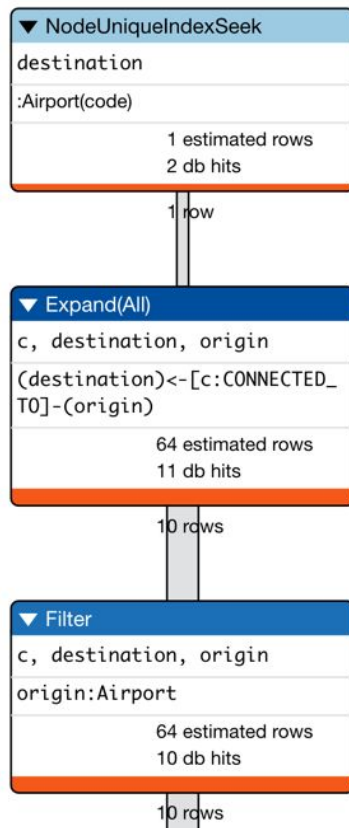 NodeUniqueIndexSeek
destination
:Airport(code)
1 estimated rows
2 db hits
1 row
Expand(All)
c, destination, origin
(destination)<-[c:CONNECTED_
TO]-(origin)
64 estimated rows
11 db hits
10 rows
Filter
c, destination, origin
origin:Airport
64 estimated rows
10 db hits
10 rows